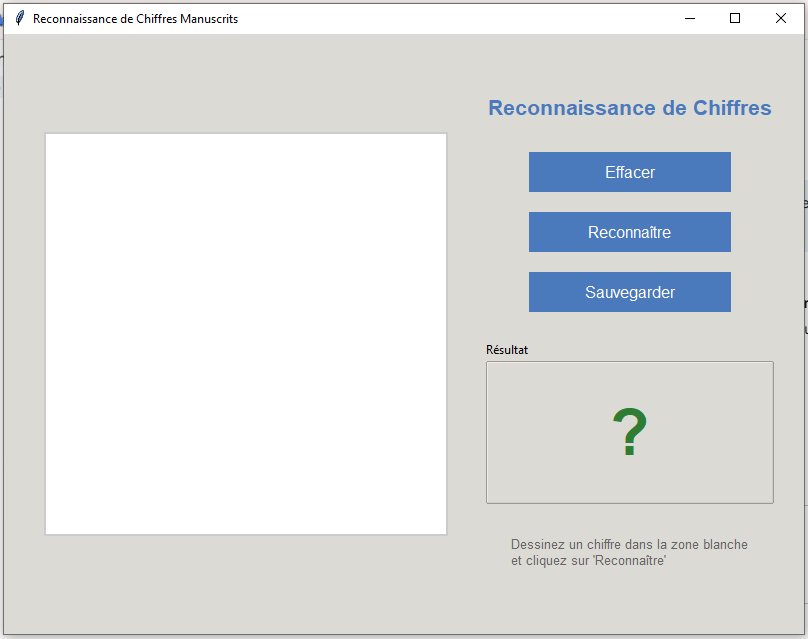 Reconnaissance de Chiffres Manuscrits
Reconnaissance de Chiffres
Effacer
Reconnaître
Sauvegarder
Résultat
?
Dessinez un chiffre dans la zone blanche
et cliquez sur 'Reconnaître'